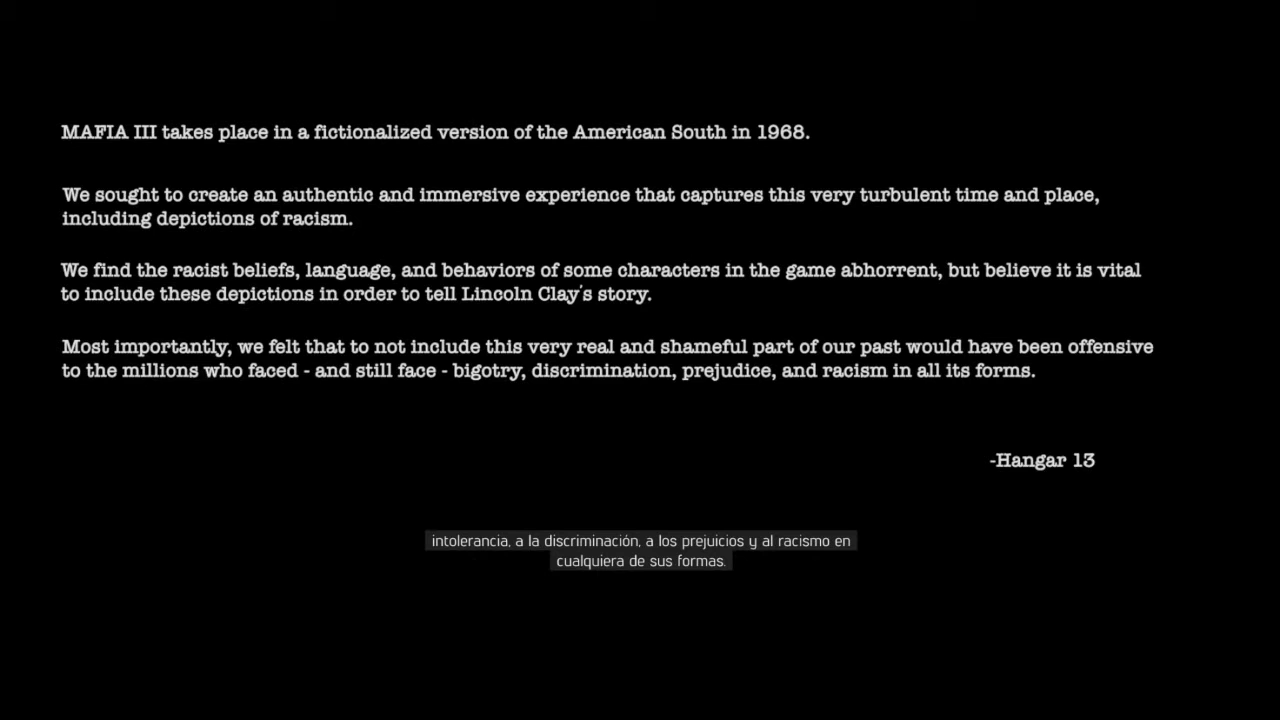 MAFIA III takes place in a fictionalized version of the American South in 1968.
We sought to create an authentic and immersive experience that captures this very turbulent time and place,
including depictions of racism.
We find the racist beliefs, language, and behaviors of some characters in the game abhorrent, but believe it is vital
to include these depictions in order to tell Lincoln Clay's story.
Most importantly, we felt that to not include this very real and shameful part of our past would have been offensive
to the millions who faced - and still face - bigotry, discrimination, prejudice, and racism in all its forms.
-Hangar 13
intolerancia, a la discriminación, a los prejuicios y al racismo en
cualquiera de sus formas.